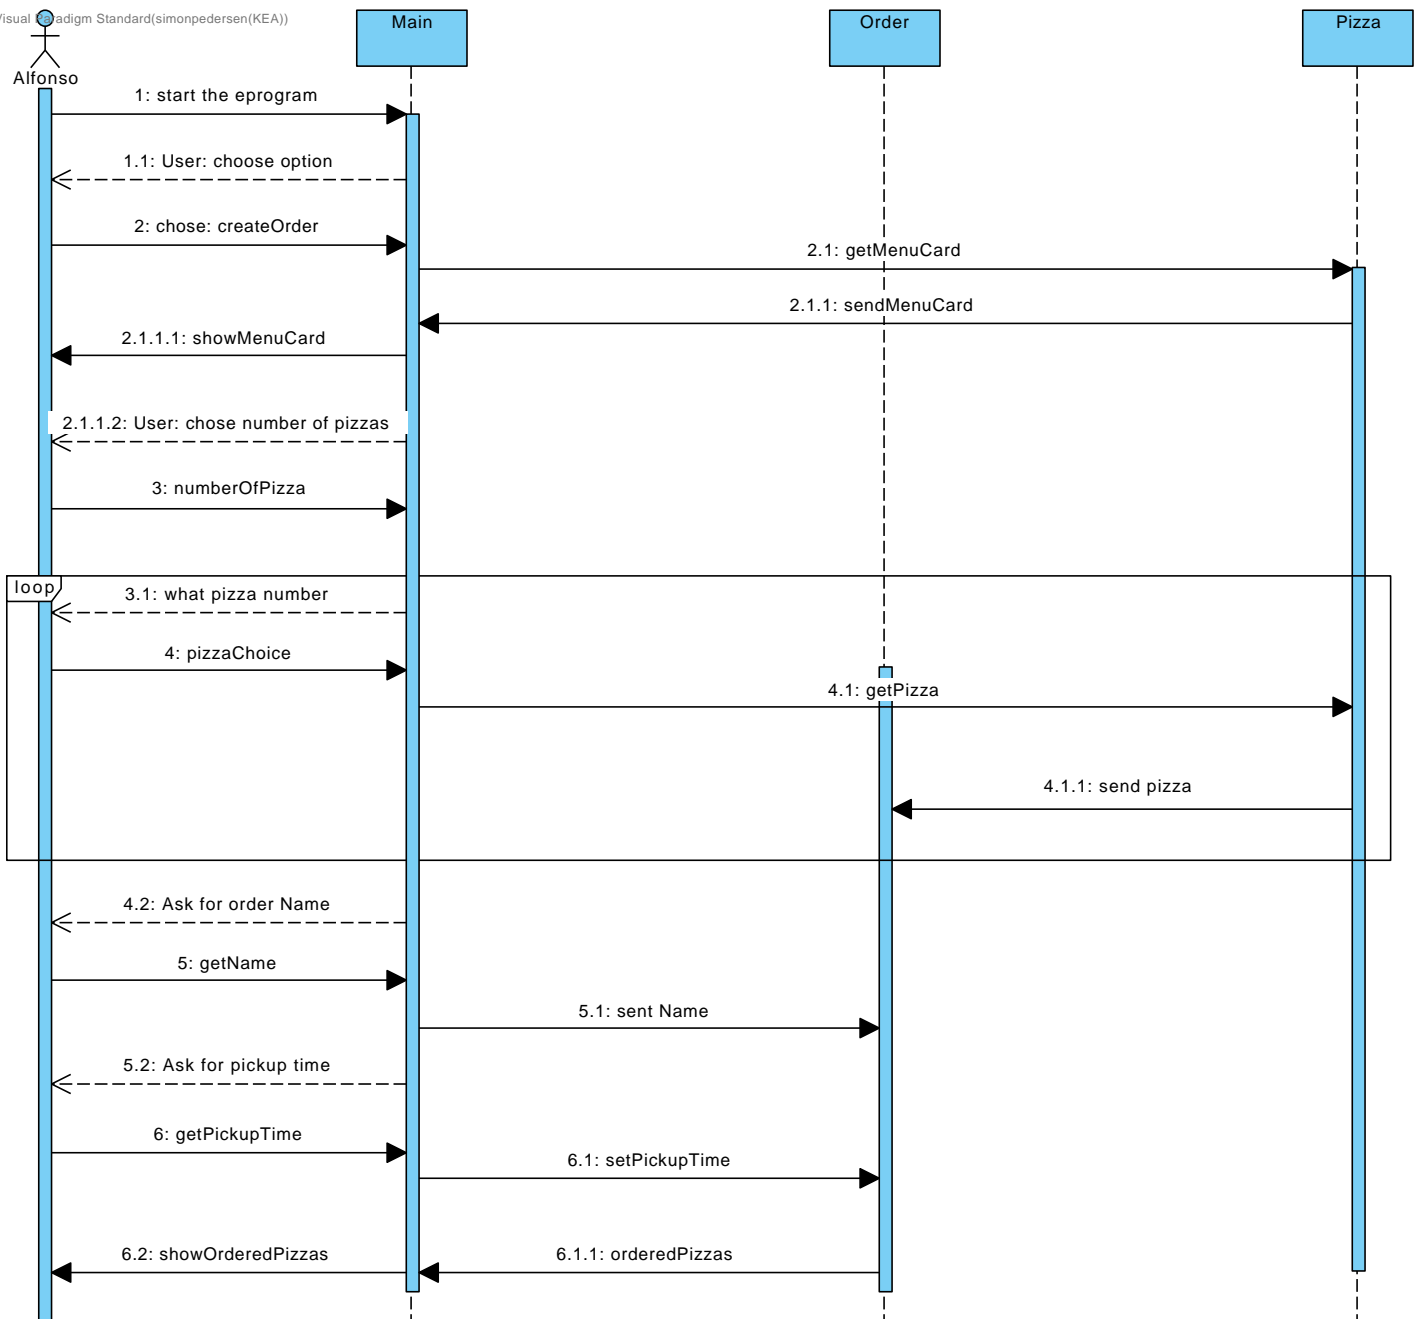 Visual Paradigm Standard(simonpedersen(KEA))
Alfonso
Main
Order
Pizza
1: start the eprogram
1.1: User: choose option
2: chose: createOrder
2.1: getMenuCard
2.1.1: sendMenuCard
2.1.1.1: showMenuCard
2.1.1.2: User: chose number of pizzas
3: numberOfPizza
loop
3.1: what pizza number
4: pizzaChoice
4.1: getPizza
4.1.1: send pizza
4.2: Ask for order Name
5: getName
5.1: sent Name
5.2: Ask for pickup time
6: getPickupTime
6.1: setPickupTime
6.2: showOrderedPizzas
6.1.1: orderedPizzas